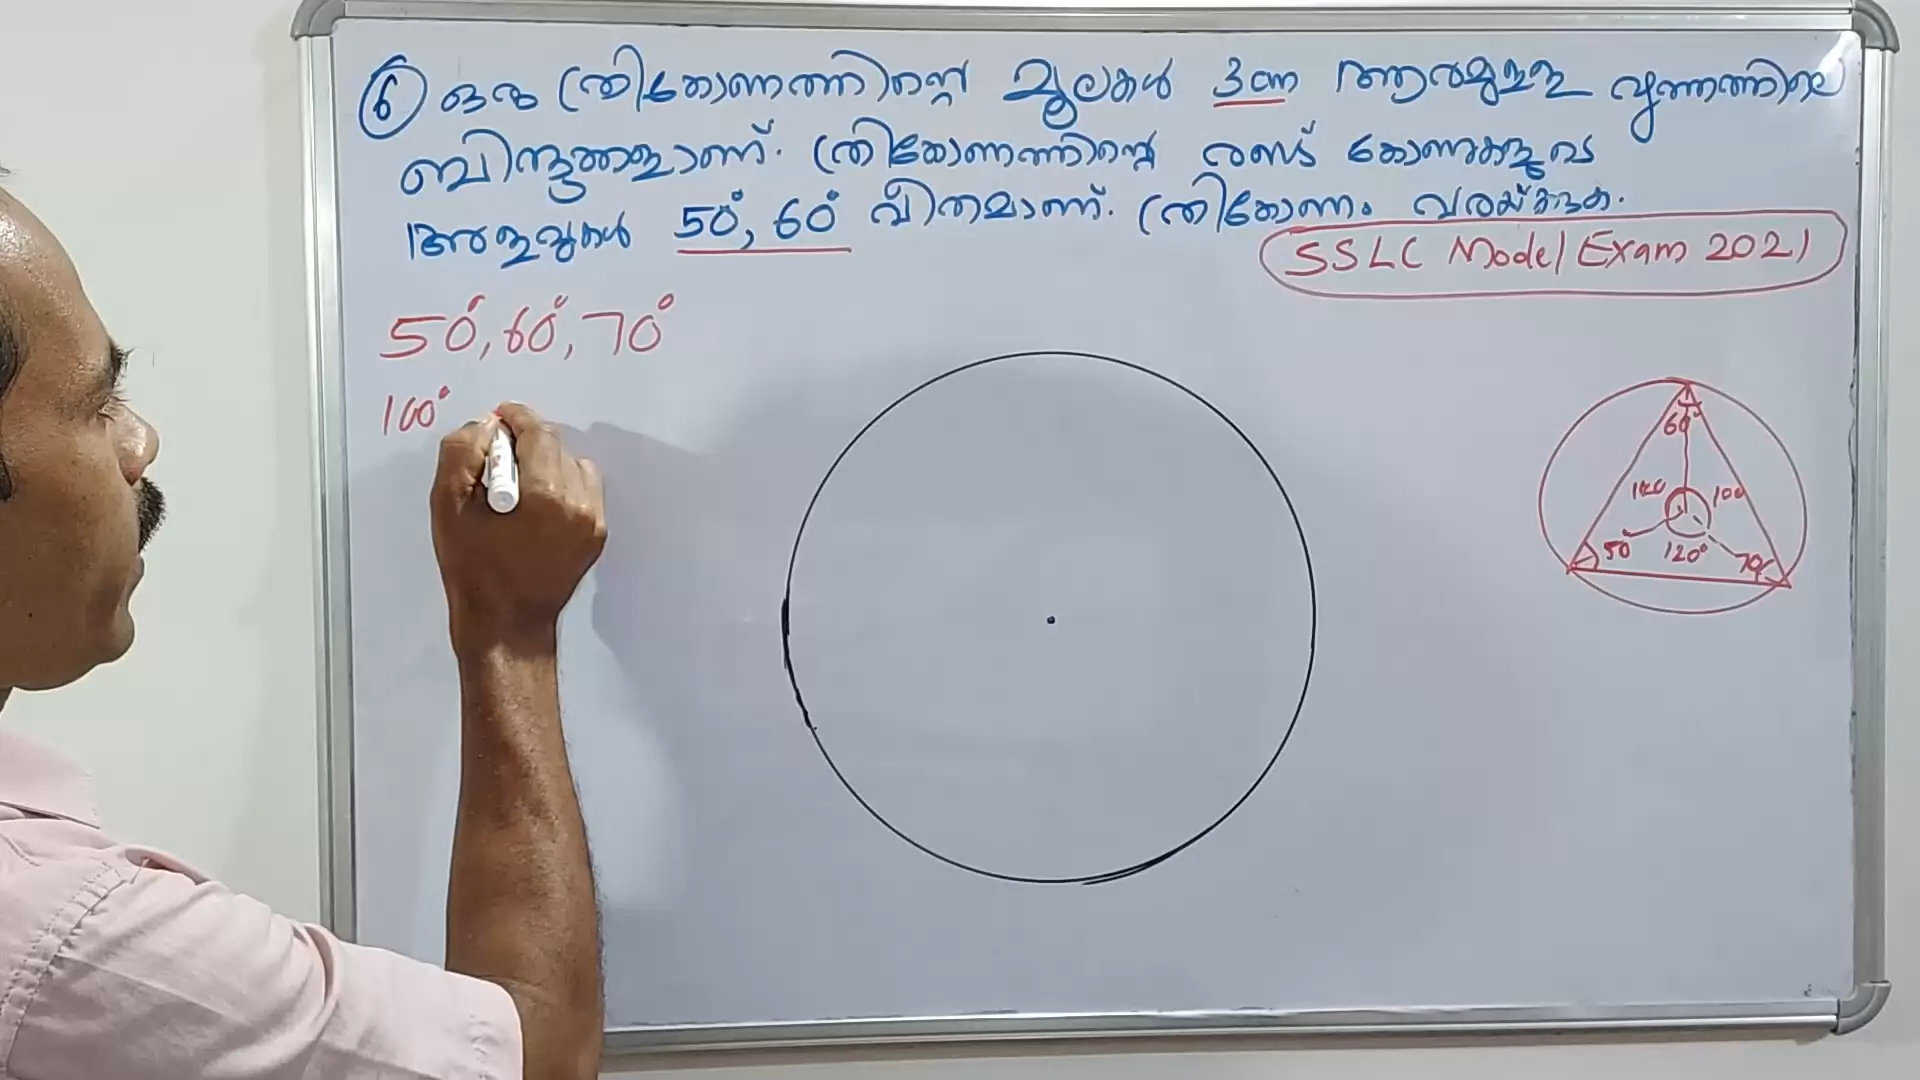 ⑥ ഒരു ത്രികോണത്തിന്റെ മൂലകൾ 3cm ആരമുള്ള വൃത്തത്തിലെ
ബിന്ദുക്കളാണ്. ത്രികോണത്തിന്റെ രണ്ട് കോണുകളുടെ
അളവുകൾ 50°, 60° വീതമാണ്. ത്രികോണം വരയ്ക്കുക.
SSLC Model Exam 2021
50°, 60°, 70°
100°
60°
140 100
50 120° 70